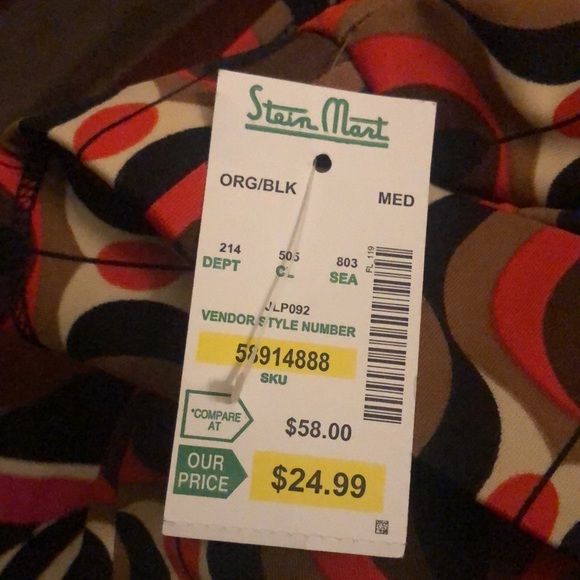 Stein Mart
ORG/BLK
MED
214 505 803
DEPT CL SEA
FL 119
JLP092
VENDOR STYLE NUMBER
58914888
SKU
*COMPARE
AT
$58.00
OUR
PRICE
$24.99